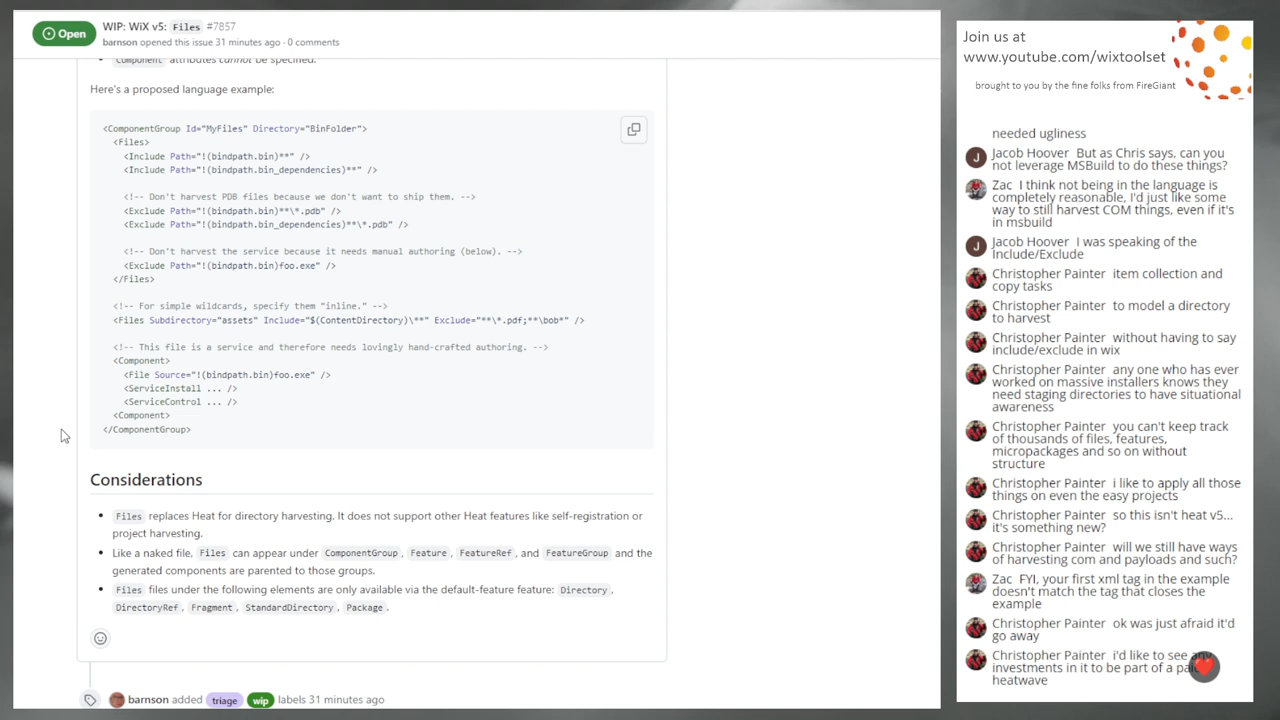 Open
WIP: WiX v5: Files #7857
barnson opened this issue 31 minutes ago · 0 comments
• Component attributes cannot be specified.
Here's a proposed language example:
<ComponentGroup Id="MyFiles" Directory="BinFolder">
<Files>
<Include Path="!(bindpath.bin)**" />
<Include Path="!(bindpath.bin_dependencies)**" />
<!-- Don't harvest PDB files because we don't want to ship them. -->
<Exclude Path="!(bindpath.bin)**\*.pdb" />
<Exclude Path="!(bindpath.bin_dependencies)**\*.pdb" />
<!-- Don't harvest the service because it needs manual authoring (below). -->
<Exclude Path="!(bindpath.bin)foo.exe" />
</Files>
<!-- For simple wildcards, specify them "inline." -->
<Files Subdirectory="assets" Include="$(ContentDirectory)\**" Exclude="**\*.pdf;**\bob*" />
<!-- This file is a service and therefore needs lovingly hand-crafted authoring. -->
<Component>
<File Source="!(bindpath.bin)foo.exe" />
<ServiceInstall ... />
<ServiceControl ... />
<Component>
</ComponentGroup>
Considerations
• Files replaces Heat for directory harvesting. It does not support other Heat features like self-registration or
project harvesting.
• Like a naked file, Files can appear under ComponentGroup, Feature, FeatureRef, and FeatureGroup and the
generated components are parented to those groups.
• Files files under the following elements are only available via the default-feature feature: Directory,
DirectoryRef, Fragment, StandardDirectory, Package.
barnson added triage wip labels 31 minutes ago
Join us at
www.youtube.com/wixtoolset
brought to you by the fine folks from FireGiant
needed ugliness
J Jacob Hoover But as Chris says, can you
not leverage MSBuild to do these things?
Zac I think not being in the language is
completely reasonable, I'd just like some
way to still harvest COM things, even if it's
in msbuild
J Jacob Hoover I was speaking of the
Include/Exclude
Christopher Painter item collection and
copy tasks
Christopher Painter to model a directory
to harvest
Christopher Painter without having to say
include/exclude in wix
Christopher Painter any one who has ever
worked on massive installers knows they
need staging directories to have situational
awareness
Christopher Painter you can't keep track
of thousands of files, features,
micropackages and so on without
structure
Christopher Painter i like to apply all those
things on even the easy projects
Christopher Painter so this isn't heat v5...
it's something new?
Christopher Painter will we still have ways
of harvesting com and payloads and such?
Zac FYI, your first xml tag in the example
doesn't match the tag that closes the
example
Christopher Painter ok was just afraid it'd
go away
Christopher Painter i'd like to see any
investments in it to be part of a
heatwave